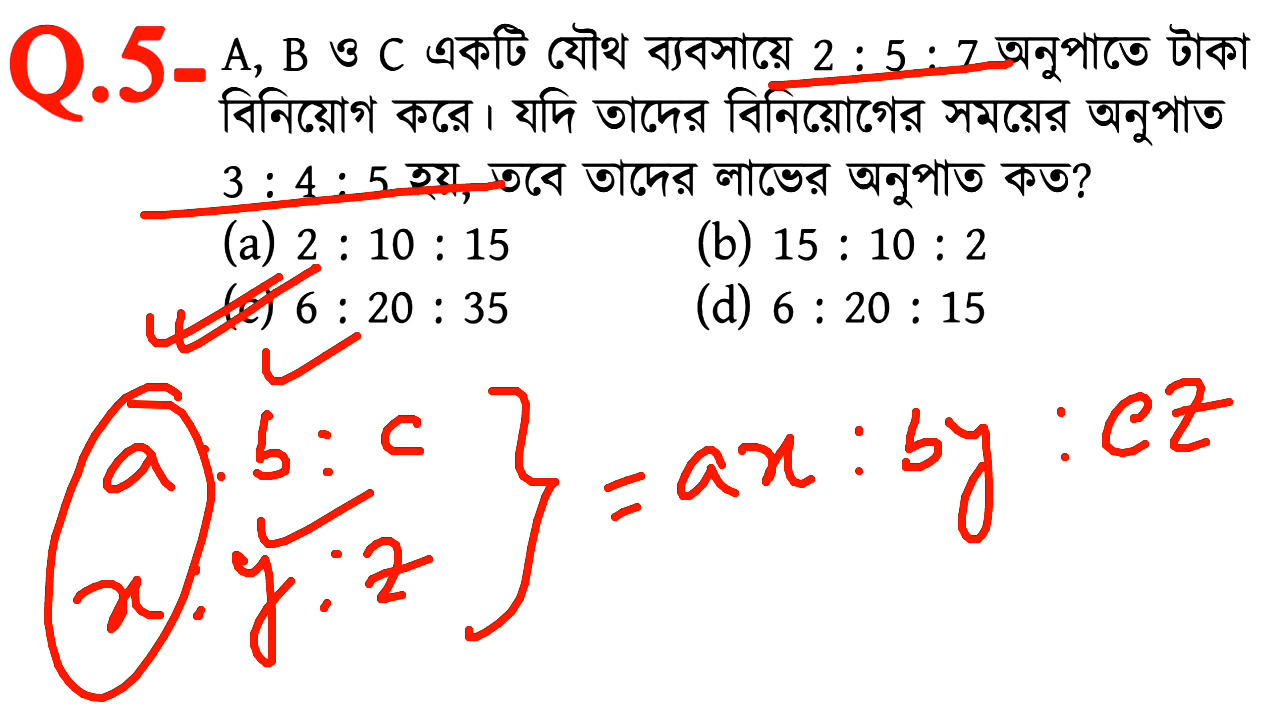 Q.5- A, B ও C একটি যৌথ ব্যবসায়ে 2 : 5 : 7 অনুপাতে টাকা
বিনিয়োগ করে। যদি তাদের বিনিয়োগের সময়ের অনুপাত
3 : 4 : 5 হয়, তবে তাদের লাভের অনুপাত কত?
(a) 2 : 10 : 15 (b) 15 : 10 : 2
(c) 6 : 20 : 35 (d) 6 : 20 : 15
a : b : c
x : y : z
= ax : by : cz